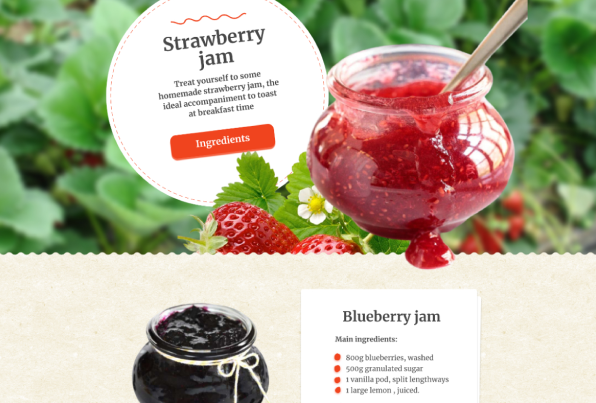 Strawberry
jam
Treat yourself to some
homemade strawberry jam, the
ideal accompaniment to toast
at breakfast time
Ingredients
Blueberry jam
Main ingredients:
800g blueberries, washed
500g granulated sugar
1 vanilla pod, split lengthways
1 large lemon , juiced.